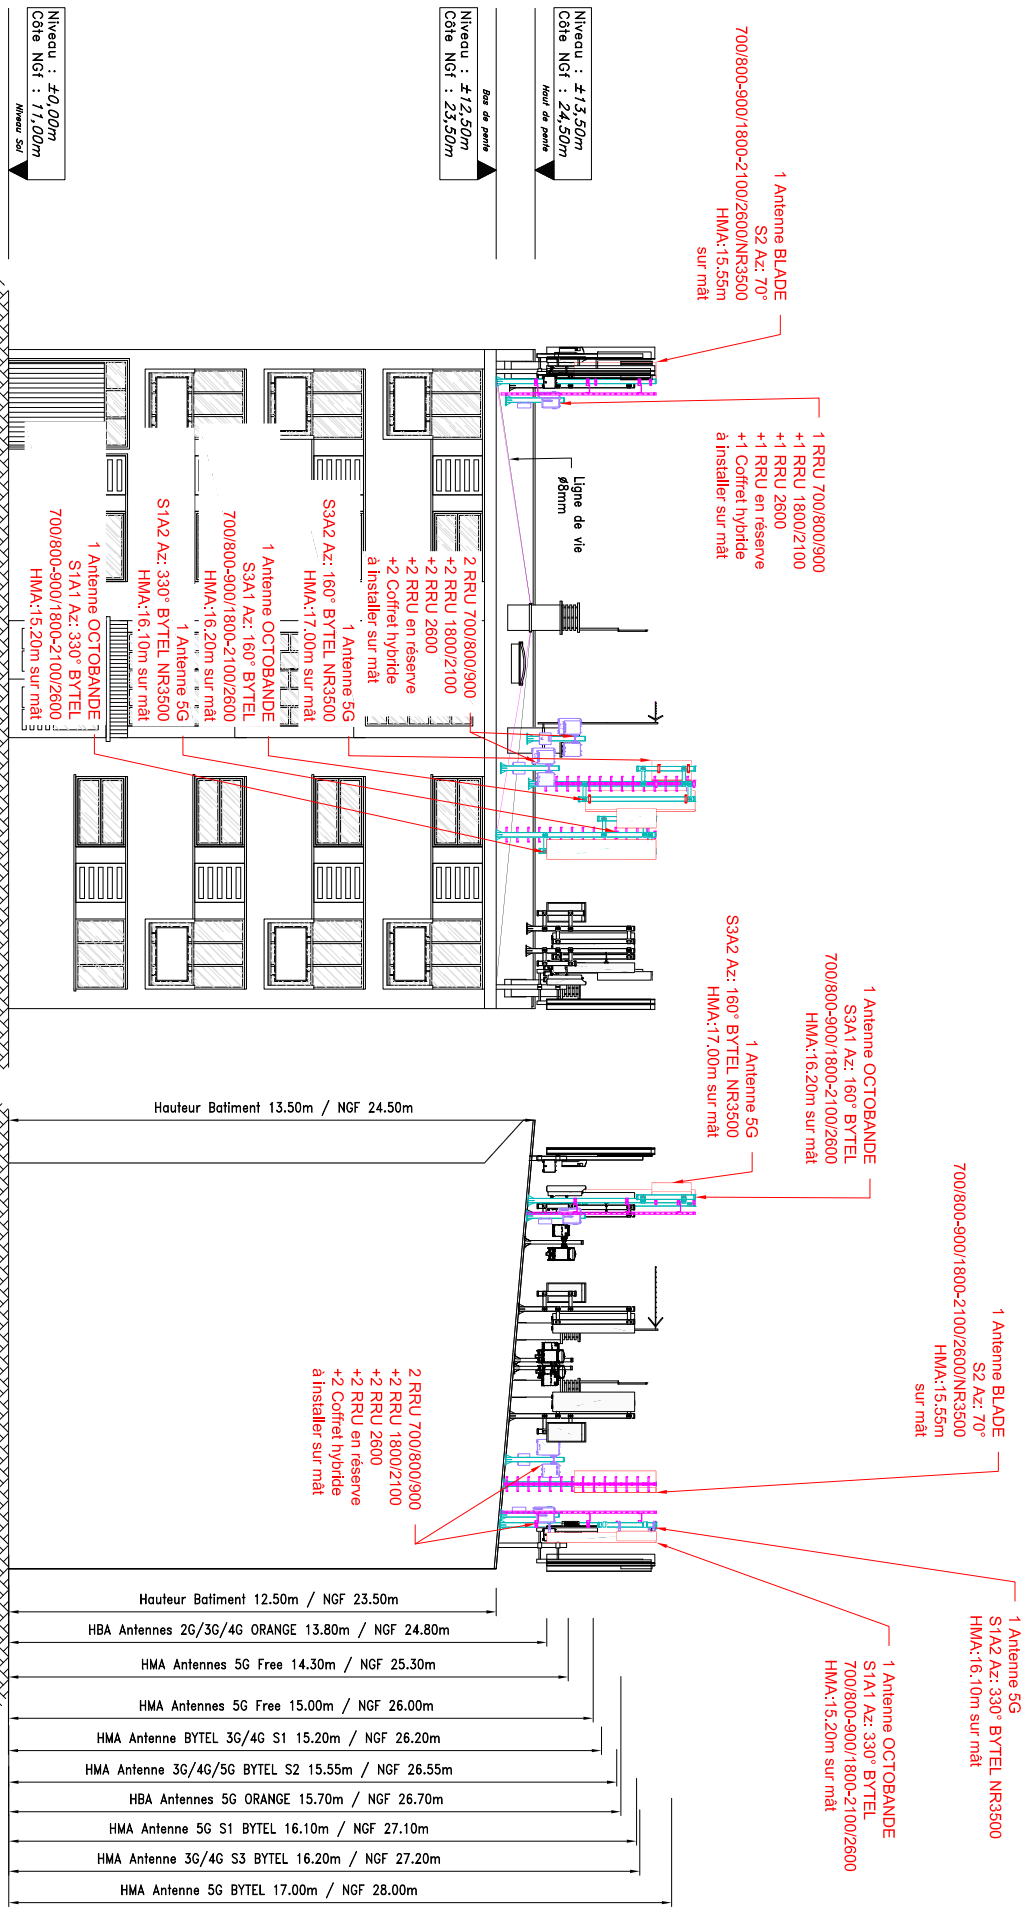 Niveau : ±13,50m
Côte NGf : 24,50m
Haut de pente
Niveau : ±12,50m
Côte NGf : 23,50m
Bas de pente
Niveau : ±0,00m
Côte NGf : 11,00m
Niveau Sol
1 Antenne BLADE
S2 Az: 70°
700/800-900/1800-2100/2600/NR3500
HMA:15.55m
sur mât
1 RRU 700/800/900
+1 RRU 1800/2100
+1 RRU 2600
+1 RRU en réserve
+1 Coffret hybride
à installer sur mât
Ligne de vie
ø8mm
2 RRU 700/800/900
+2 RRU 1800/2100
+2 RRU 2600
+2 RRU en réserve
+2 Coffret hybride
à installer sur mât
1 Antenne 5G
S3A2 Az: 160° BYTEL NR3500
HMA:17.00m sur mât
1 Antenne OCTOBANDE
S3A1 Az: 160° BYTEL
700/800-900/1800-2100/2600
HMA:16.20m sur mât
1 Antenne 5G
S1A2 Az: 330° BYTEL NR3500
HMA:16.10m sur mât
1 Antenne OCTOBANDE
S1A1 Az: 330° BYTEL
700/800-900/1800-2100/2600
HMA:15.20m sur mât
1 Antenne OCTOBANDE
S3A1 Az: 160° BYTEL
700/800-900/1800-2100/2600
HMA:16.20m sur mât
1 Antenne 5G
S3A2 Az: 160° BYTEL NR3500
HMA:17.00m sur mât
1 Antenne BLADE
S2 Az: 70°
700/800-900/1800-2100/2600/NR3500
HMA:15.55m
sur mât
1 Antenne 5G
S1A2 Az: 330° BYTEL NR3500
HMA:16.10m sur mât
1 Antenne OCTOBANDE
S1A1 Az: 330° BYTEL
700/800-900/1800-2100/2600
HMA:15.20m sur mât
2 RRU 700/800/900
+2 RRU 1800/2100
+2 RRU 2600
+2 RRU en réserve
+2 Coffret hybride
à installer sur mât
Hauteur Batiment 13.50m / NGF 24.50m
Hauteur Batiment 12.50m / NGF 23.50m
HBA Antennes 2G/3G/4G ORANGE 13.80m / NGF 24.80m
HMA Antennes 5G Free 14.30m / NGF 25.30m
HMA Antennes 5G Free 15.00m / NGF 26.00m
HMA Antenne BYTEL 3G/4G S1 15.20m / NGF 26.20m
HMA Antenne 3G/4G/5G BYTEL S2 15.55m / NGF 26.55m
HBA Antennes 5G ORANGE 15.70m / NGF 26.70m
HMA Antenne 5G S1 BYTEL 16.10m / NGF 27.10m
HMA Antenne 3G/4G S3 BYTEL 16.20m / NGF 27.20m
HMA Antenne 5G BYTEL 17.00m / NGF 28.00m